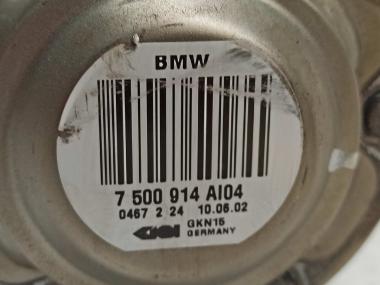 BMW
7 500 914 AI04
0467 2 24 10.06.02
GKN15
GERMANY